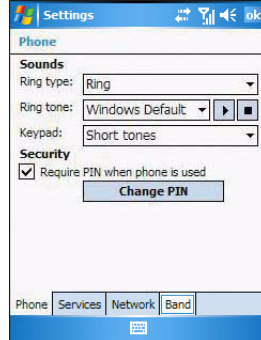 Settings ok
Phone
Sounds
Ring type: Ring
Ring tone: Windows Default
Keypad: Short tones
Security
Require PIN when phone is used
Change PIN
Phone Services Network Band